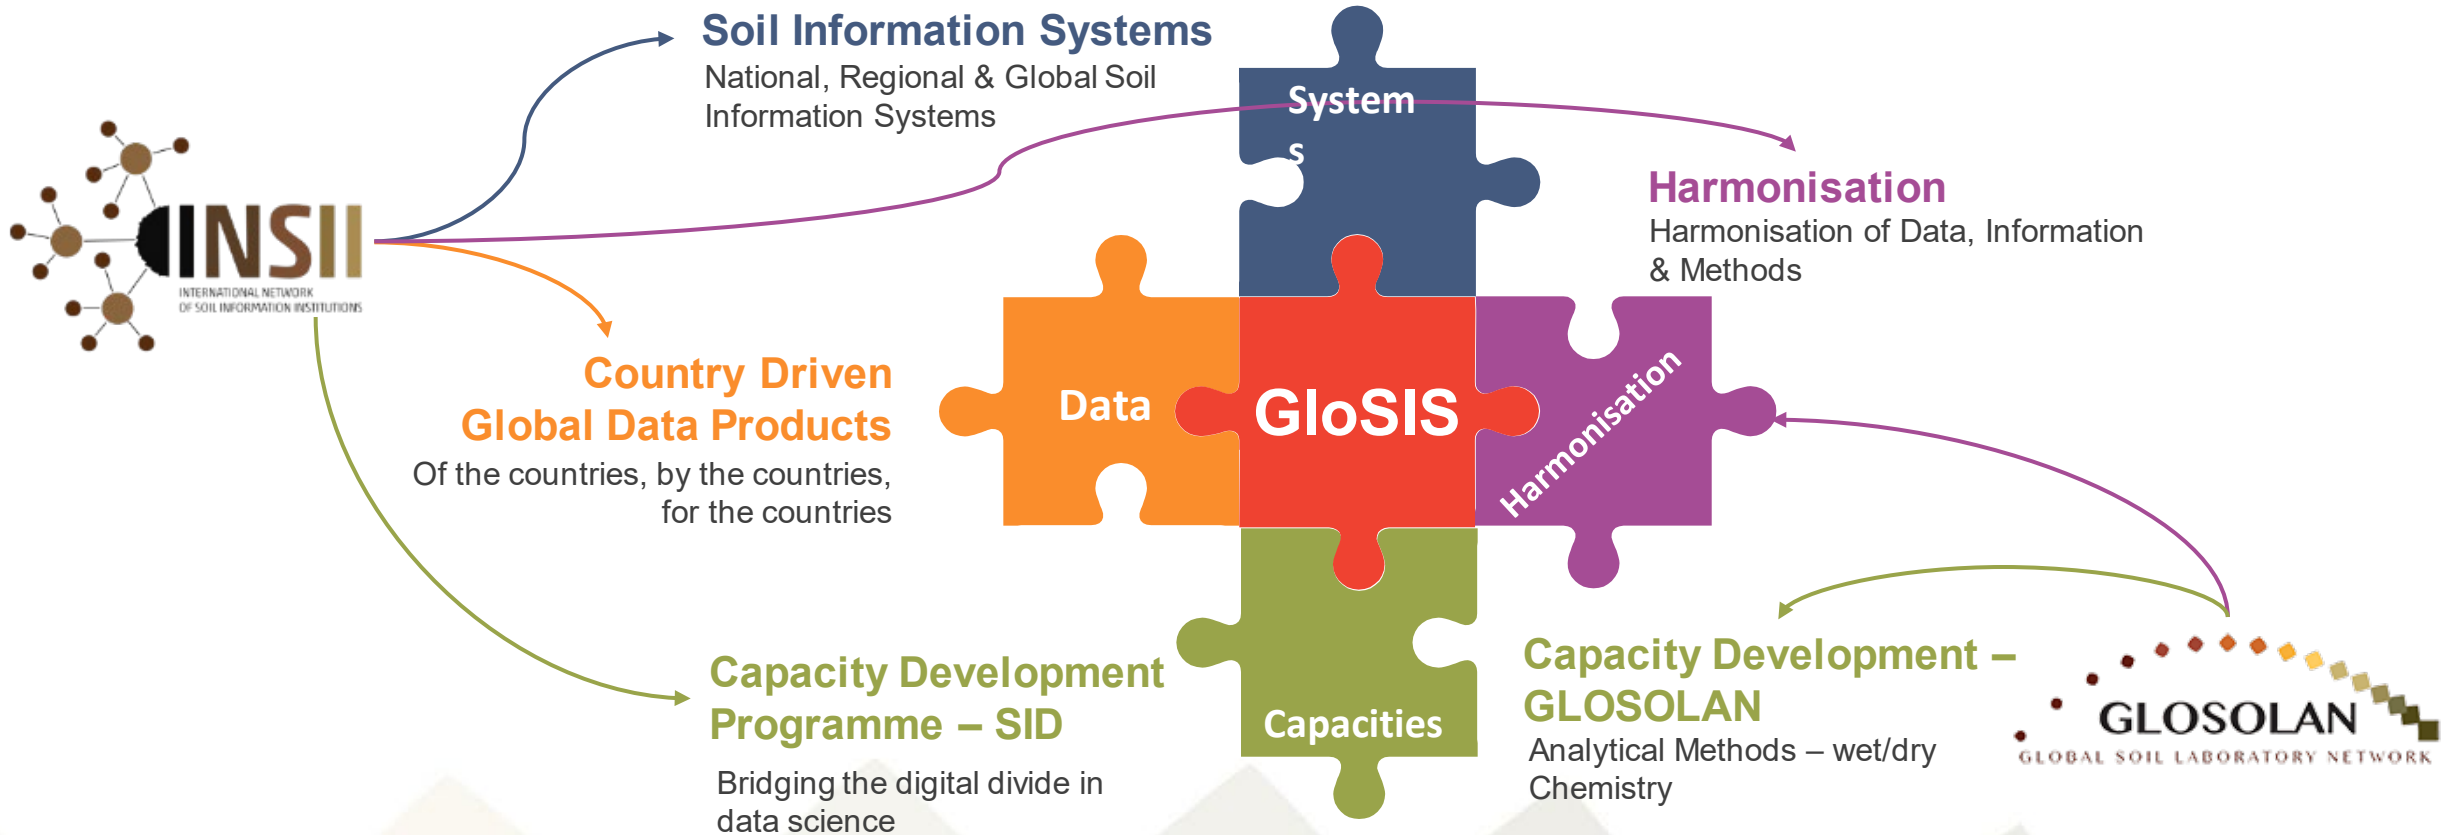 Soil Information Systems
National, Regional & Global Soil
Information Systems
System
s
Harmonisation
Harmonisation of Data, Information
& Methods
INSII
INTERNATIONAL NETWORK
OF SOIL INFORMATION INSTITUTIONS
Country Driven
Global Data Products
Of the countries, by the countries,
for the countries
Data
GloSIS
Harmonisation
Capacity Development
Programme – SID
Bridging the digital divide in
data science
Capacities
Capacity Development –
GLOSOLAN
Analytical Methods – wet/dry
Chemistry
GLOSOLAN
GLOBAL SOIL LABORATORY NETWORK